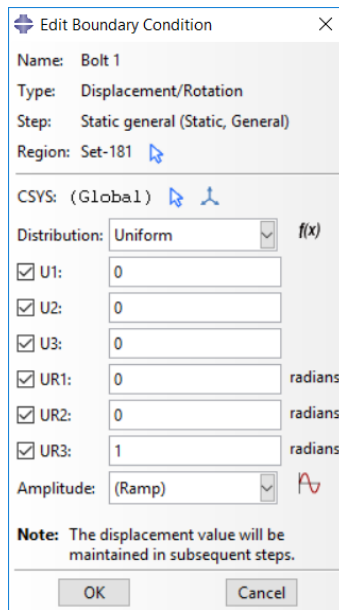 Edit Boundary Condition
Name: Bolt 1
Type: Displacement/Rotation
Step: Static general (Static, General)
Region: Set-181
CSYS: (Global)
Distribution: Uniform f(x)
U1: 0
U2: 0
U3: 0
UR1: 0 radians
UR2: 0 radians
UR3: 1 radians
Amplitude: (Ramp)
Note: The displacement value will be
maintained in subsequent steps.
OK Cancel